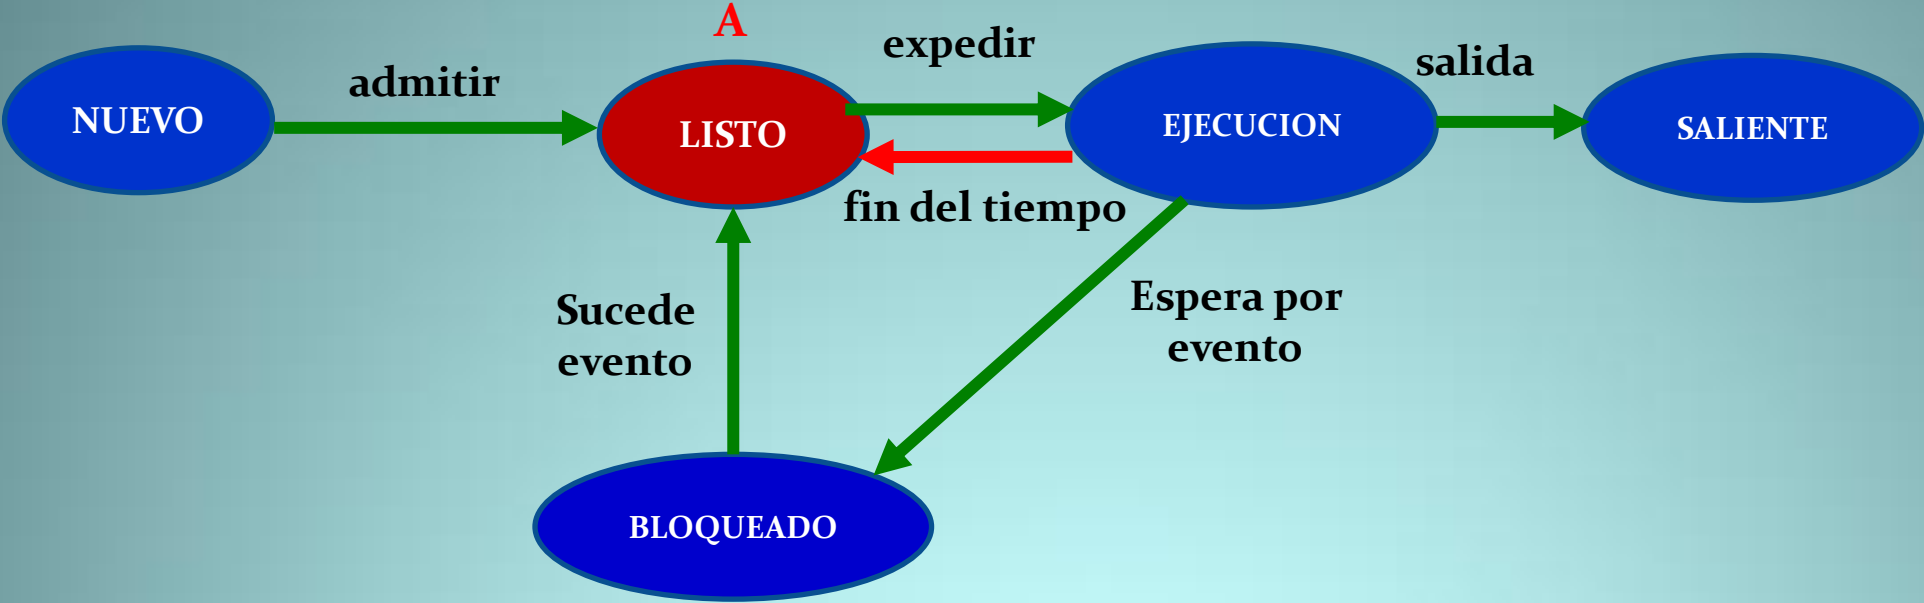 A
expedir
salida
admitir
NUEVO
LISTO
EJECUCION
SALIENTE
fin del tiempo
Sucede
evento
Espera por
evento
BLOQUEADO